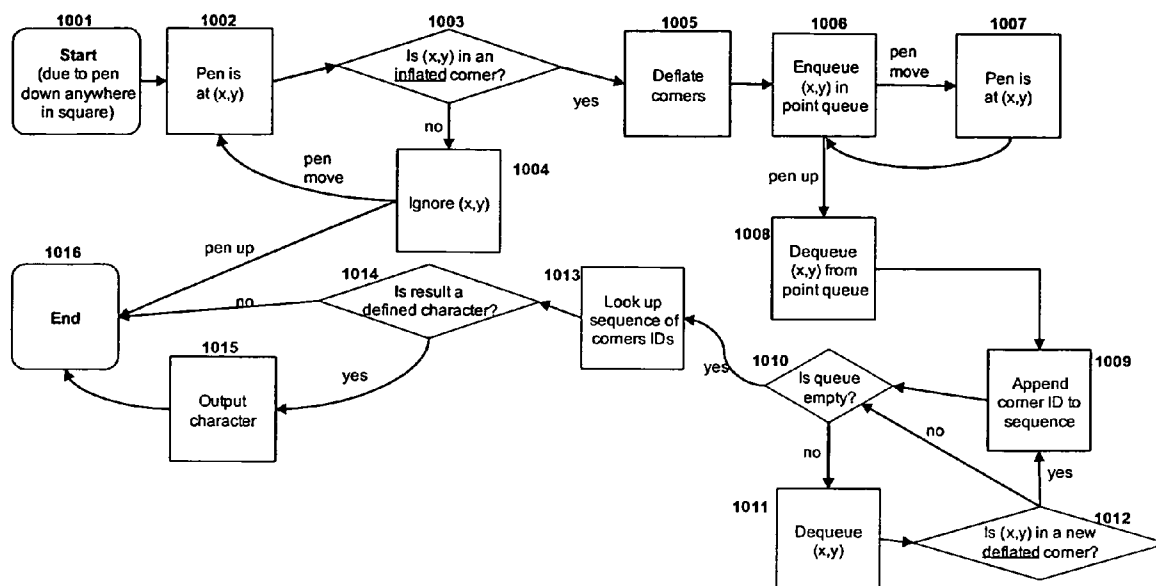 1001
Start
(due to pen
down anywhere
in square)
1002
Pen is
at (x,y)
1003
Is (x,y) in an
inflated corner?
yes
no
1004
Ignore (x,y)
pen
move
pen up
1005
Deflate
corners
1006
Enqueue
(x,y) in
point queue
pen
move
1007
Pen is
at (x,y)
pen up
1008
Dequeue
(x,y) from
point queue
1009
Append
corner ID to
sequence
1010
Is queue
empty?
yes
no
1011
Dequeue
(x,y)
1012
Is (x,y) in a new
deflated corner?
yes
no
1013
Look up
sequence of
corners IDs
1014
Is result a
defined character?
no
yes
1015
Output
character
1016
End